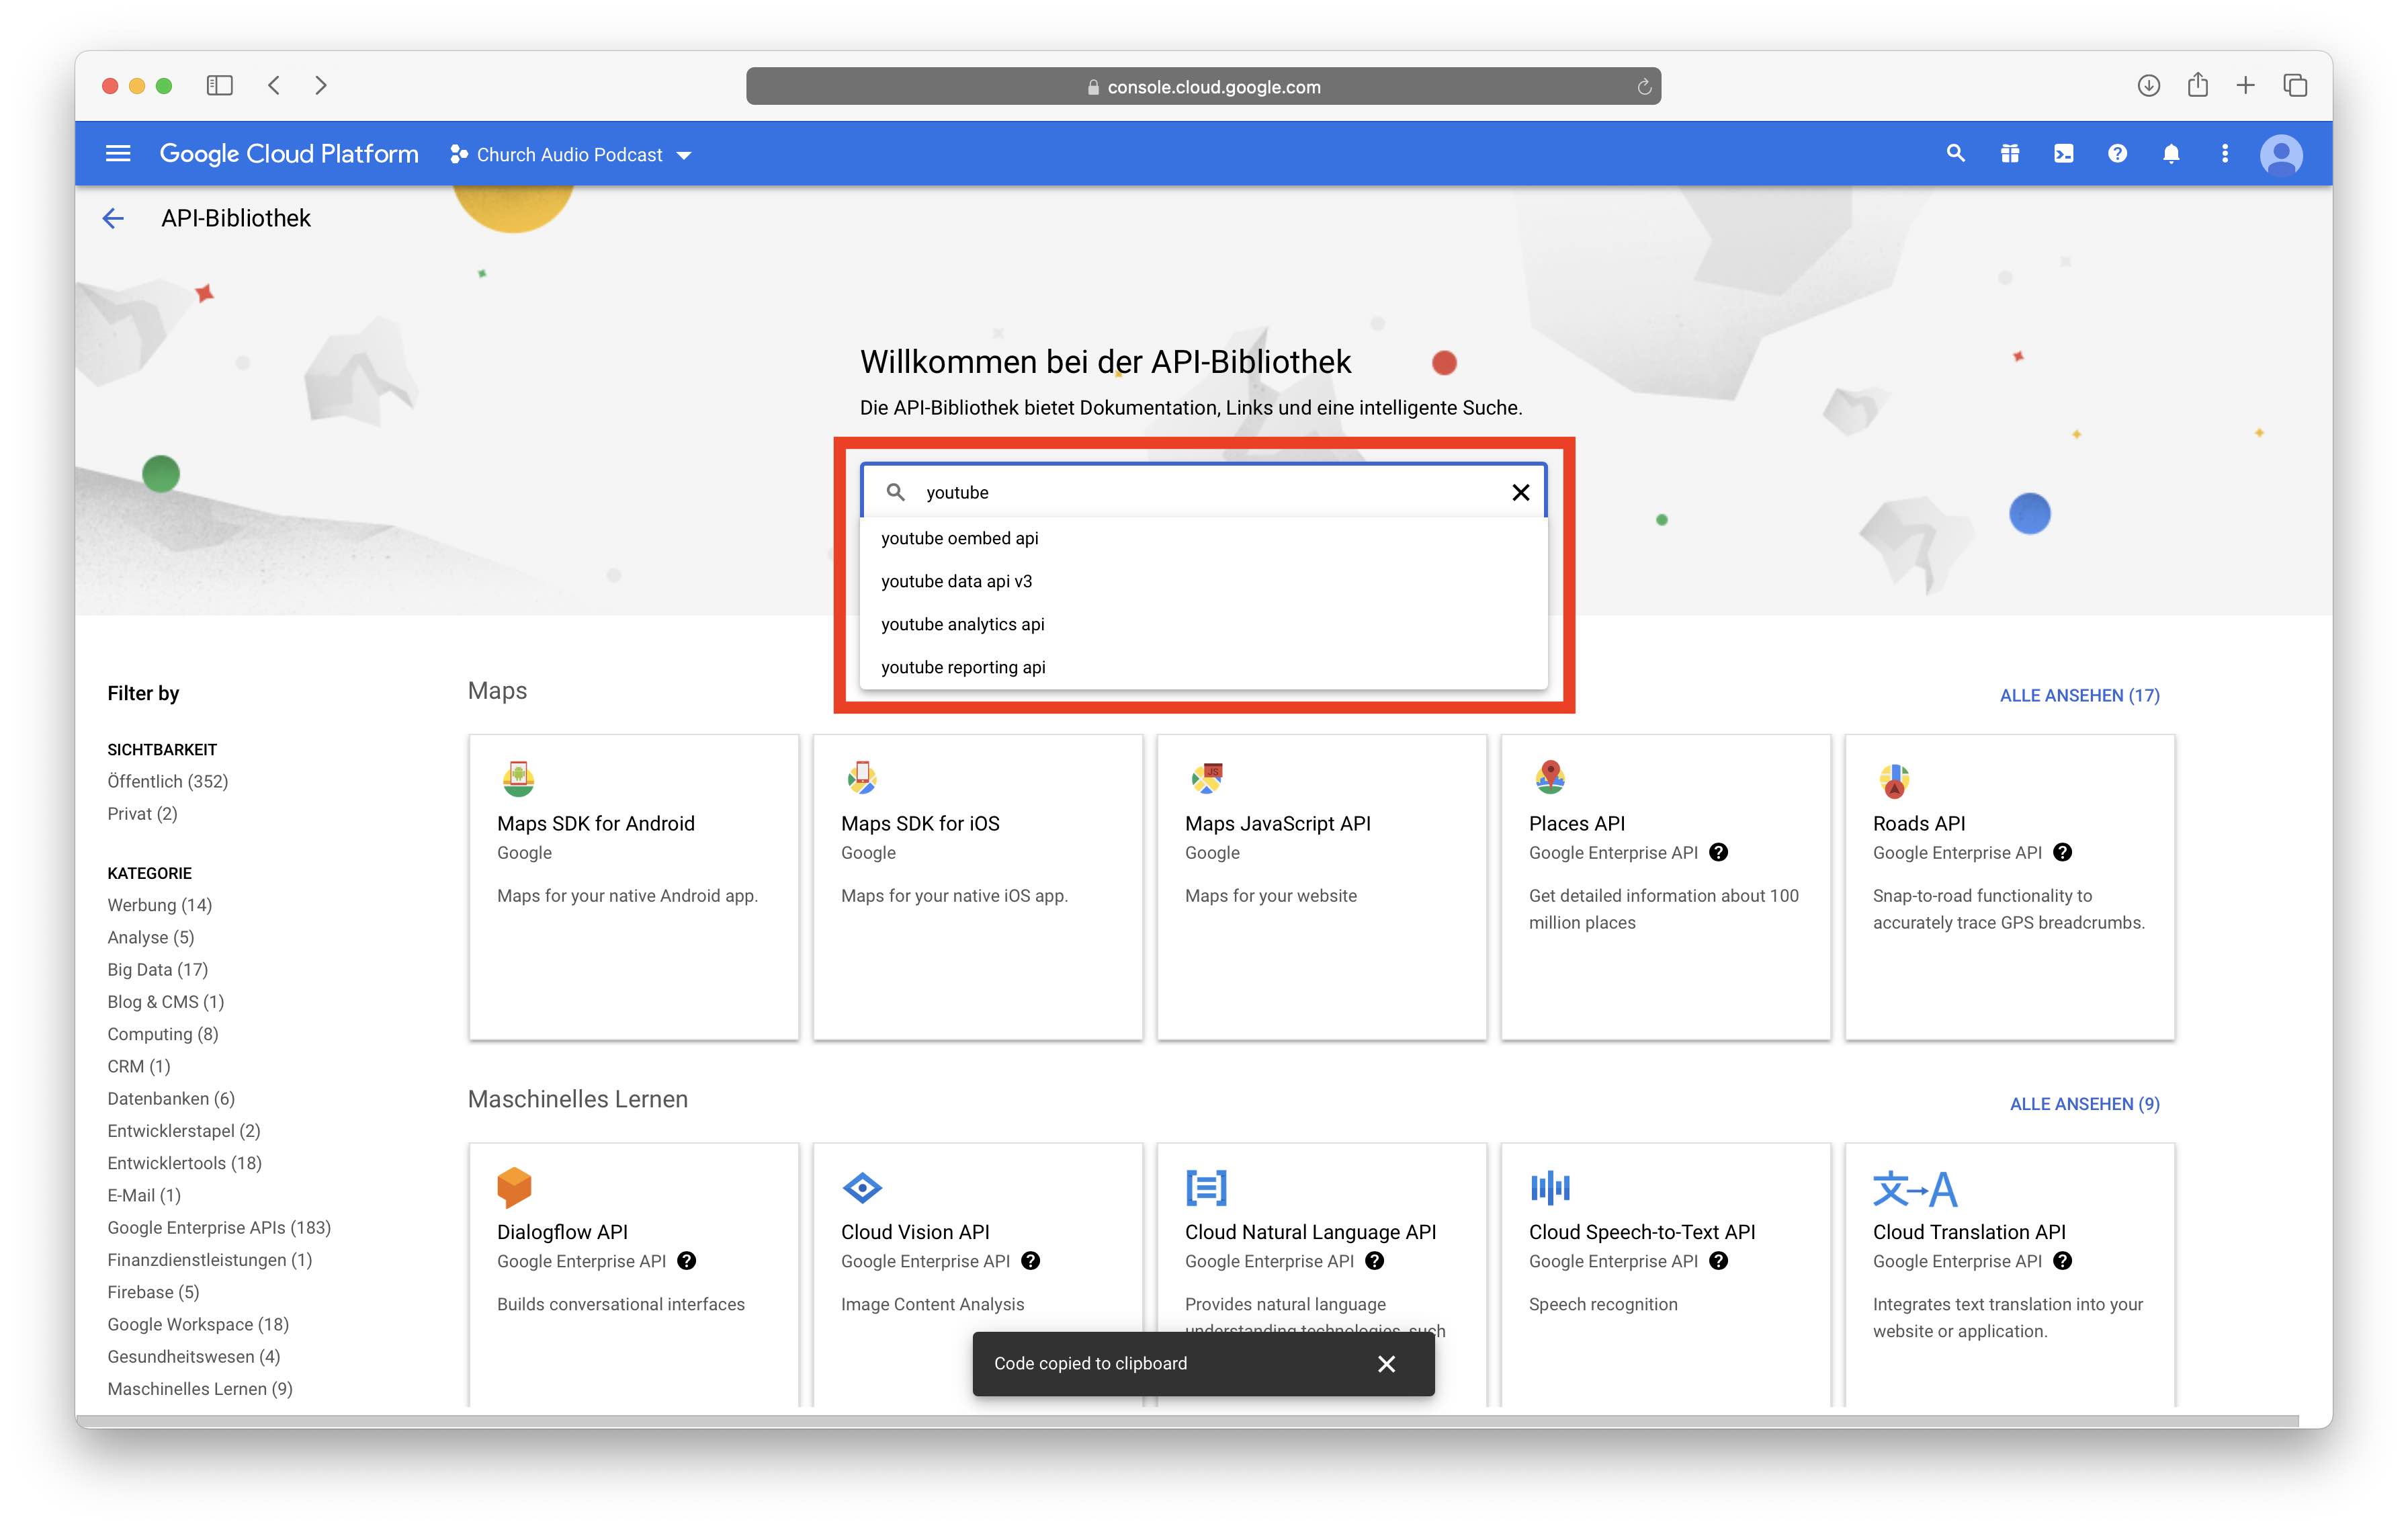 console.cloud.google.com
Google Cloud Platform
Church Audio Podcast
API-Bibliothek
Willkommen bei der API-Bibliothek
Die API-Bibliothek bietet Dokumentation, Links und eine intelligente Suche.
youtube
youtube oembed api
youtube data api v3
youtube analytics api
youtube reporting api
Filter by
SICHTBARKEIT
Öffentlich (352)
Privat (2)
KATEGORIE
Werbung (14)
Analyse (5)
Big Data (17)
Blog & CMS (1)
Computing (8)
CRM (1)
Datenbanken (6)
Entwicklerstapel (2)
Entwicklertools (18)
E-Mail (1)
Google Enterprise APIs (183)
Finanzdienstleistungen (1)
Firebase (5)
Google Workspace (18)
Gesundheitswesen (4)
Maschinelles Lernen (9)
Maps
ALLE ANSEHEN (17)
Maps SDK for Android
Google
Maps for your native Android app.
Maps SDK for iOS
Google
Maps for your native iOS app.
JS
Maps JavaScript API
Google
Maps for your website
Places API
Google Enterprise API
Get detailed information about 100
million places
Roads API
Google Enterprise API
Snap-to-road functionality to
accurately trace GPS breadcrumbs.
Maschinelles Lernen
ALLE ANSEHEN (9)
Dialogflow API
Google Enterprise API
Builds conversational interfaces
Cloud Vision API
Google Enterprise API
Image Content Analysis
Cloud Natural Language API
Google Enterprise API
Provides natural language
understanding technologies, such
Cloud Speech-to-Text API
Google Enterprise API
Speech recognition
文→A
Cloud Translation API
Google Enterprise API
Integrates text translation into your
website or application.
Code copied to clipboard